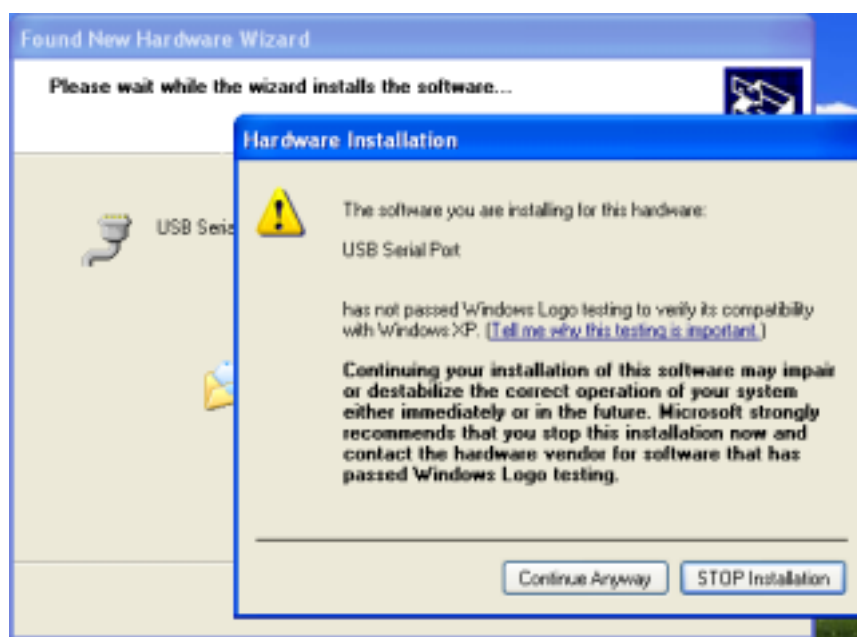 Found New Hardware Wizard
Please wait while the wizard installs the software...
Hardware Installation
The software you are installing for this hardware:
USB Serial Port
USB Seria
has not passed Windows Logo testing to verify its compatibility
with Windows XP. (Tell me why this testing is important.)
Continuing your installation of this software may impair
or destabilize the correct operation of your system
either immediately or in the future. Microsoft strongly
recommends that you stop this installation now and
contact the hardware vendor for software that has
passed Windows Logo testing.
Continue Anyway
STOP Installation